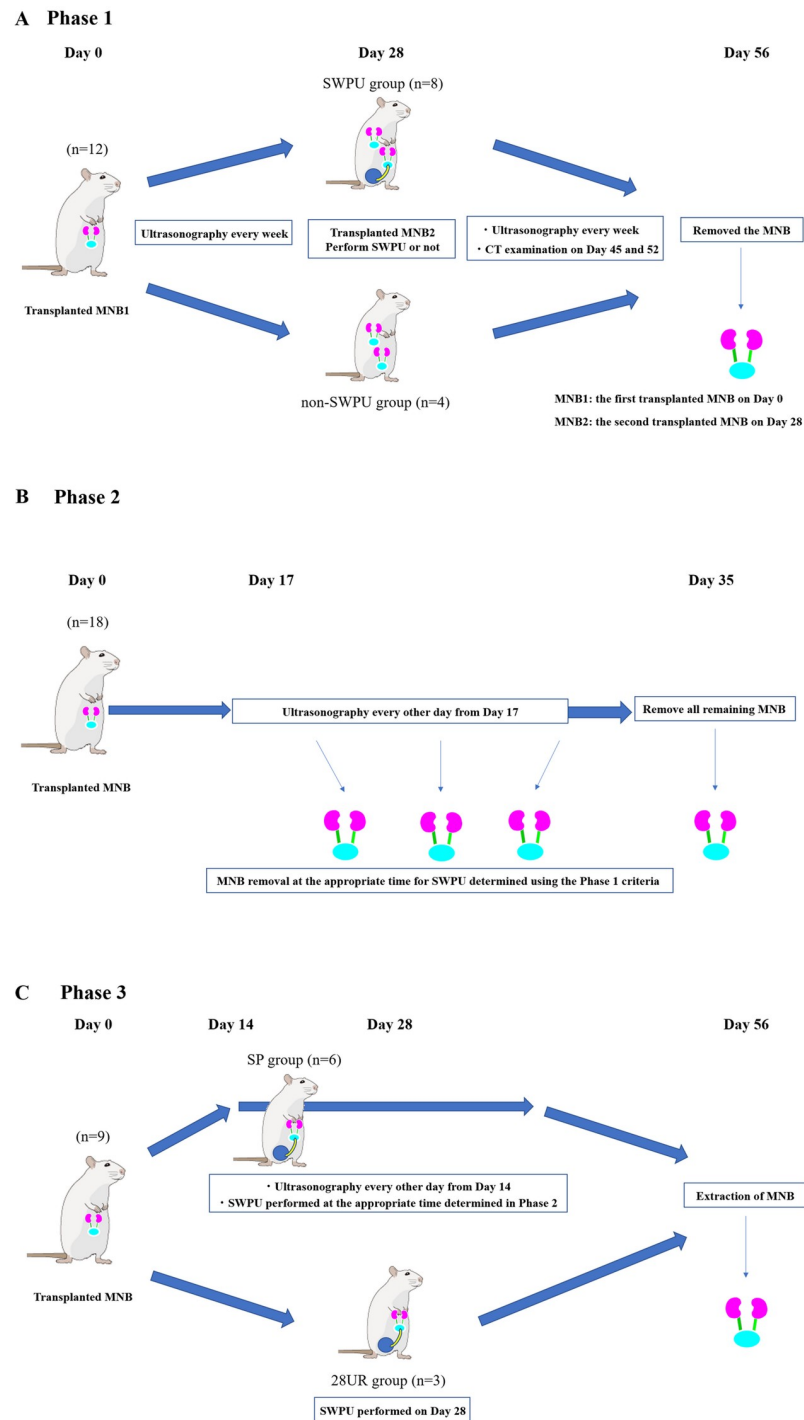 A Phase 1
Day 0
Day 28
Day 56
SWPU group (n=8)
(n=12)
Ultrasonography every week
Transplanted MNB2
Perform SWPU or not
・Ultrasonography every week
・CT examination on Day 45 and 52
Removed the MNB
Transplanted MNB1
non-SWPU group (n=4)
MNB1: the first transplanted MNB on Day 0
MNB2: the second transplanted MNB on Day 28
B Phase 2
Day 0
Day 17
Day 35
(n=18)
Ultrasonography every other day from Day 17
Remove all remaining MNB
Transplanted MNB
MNB removal at the appropriate time for SWPU determined using the Phase 1 criteria
C Phase 3
Day 0
Day 14
Day 28
Day 56
SP group (n=6)
(n=9)
・Ultrasonography every other day from Day 14
・SWPU performed at the appropriate time determined in Phase 2
Extraction of MNB
Transplanted MNB
28UR group (n=3)
SWPU performed on Day 28